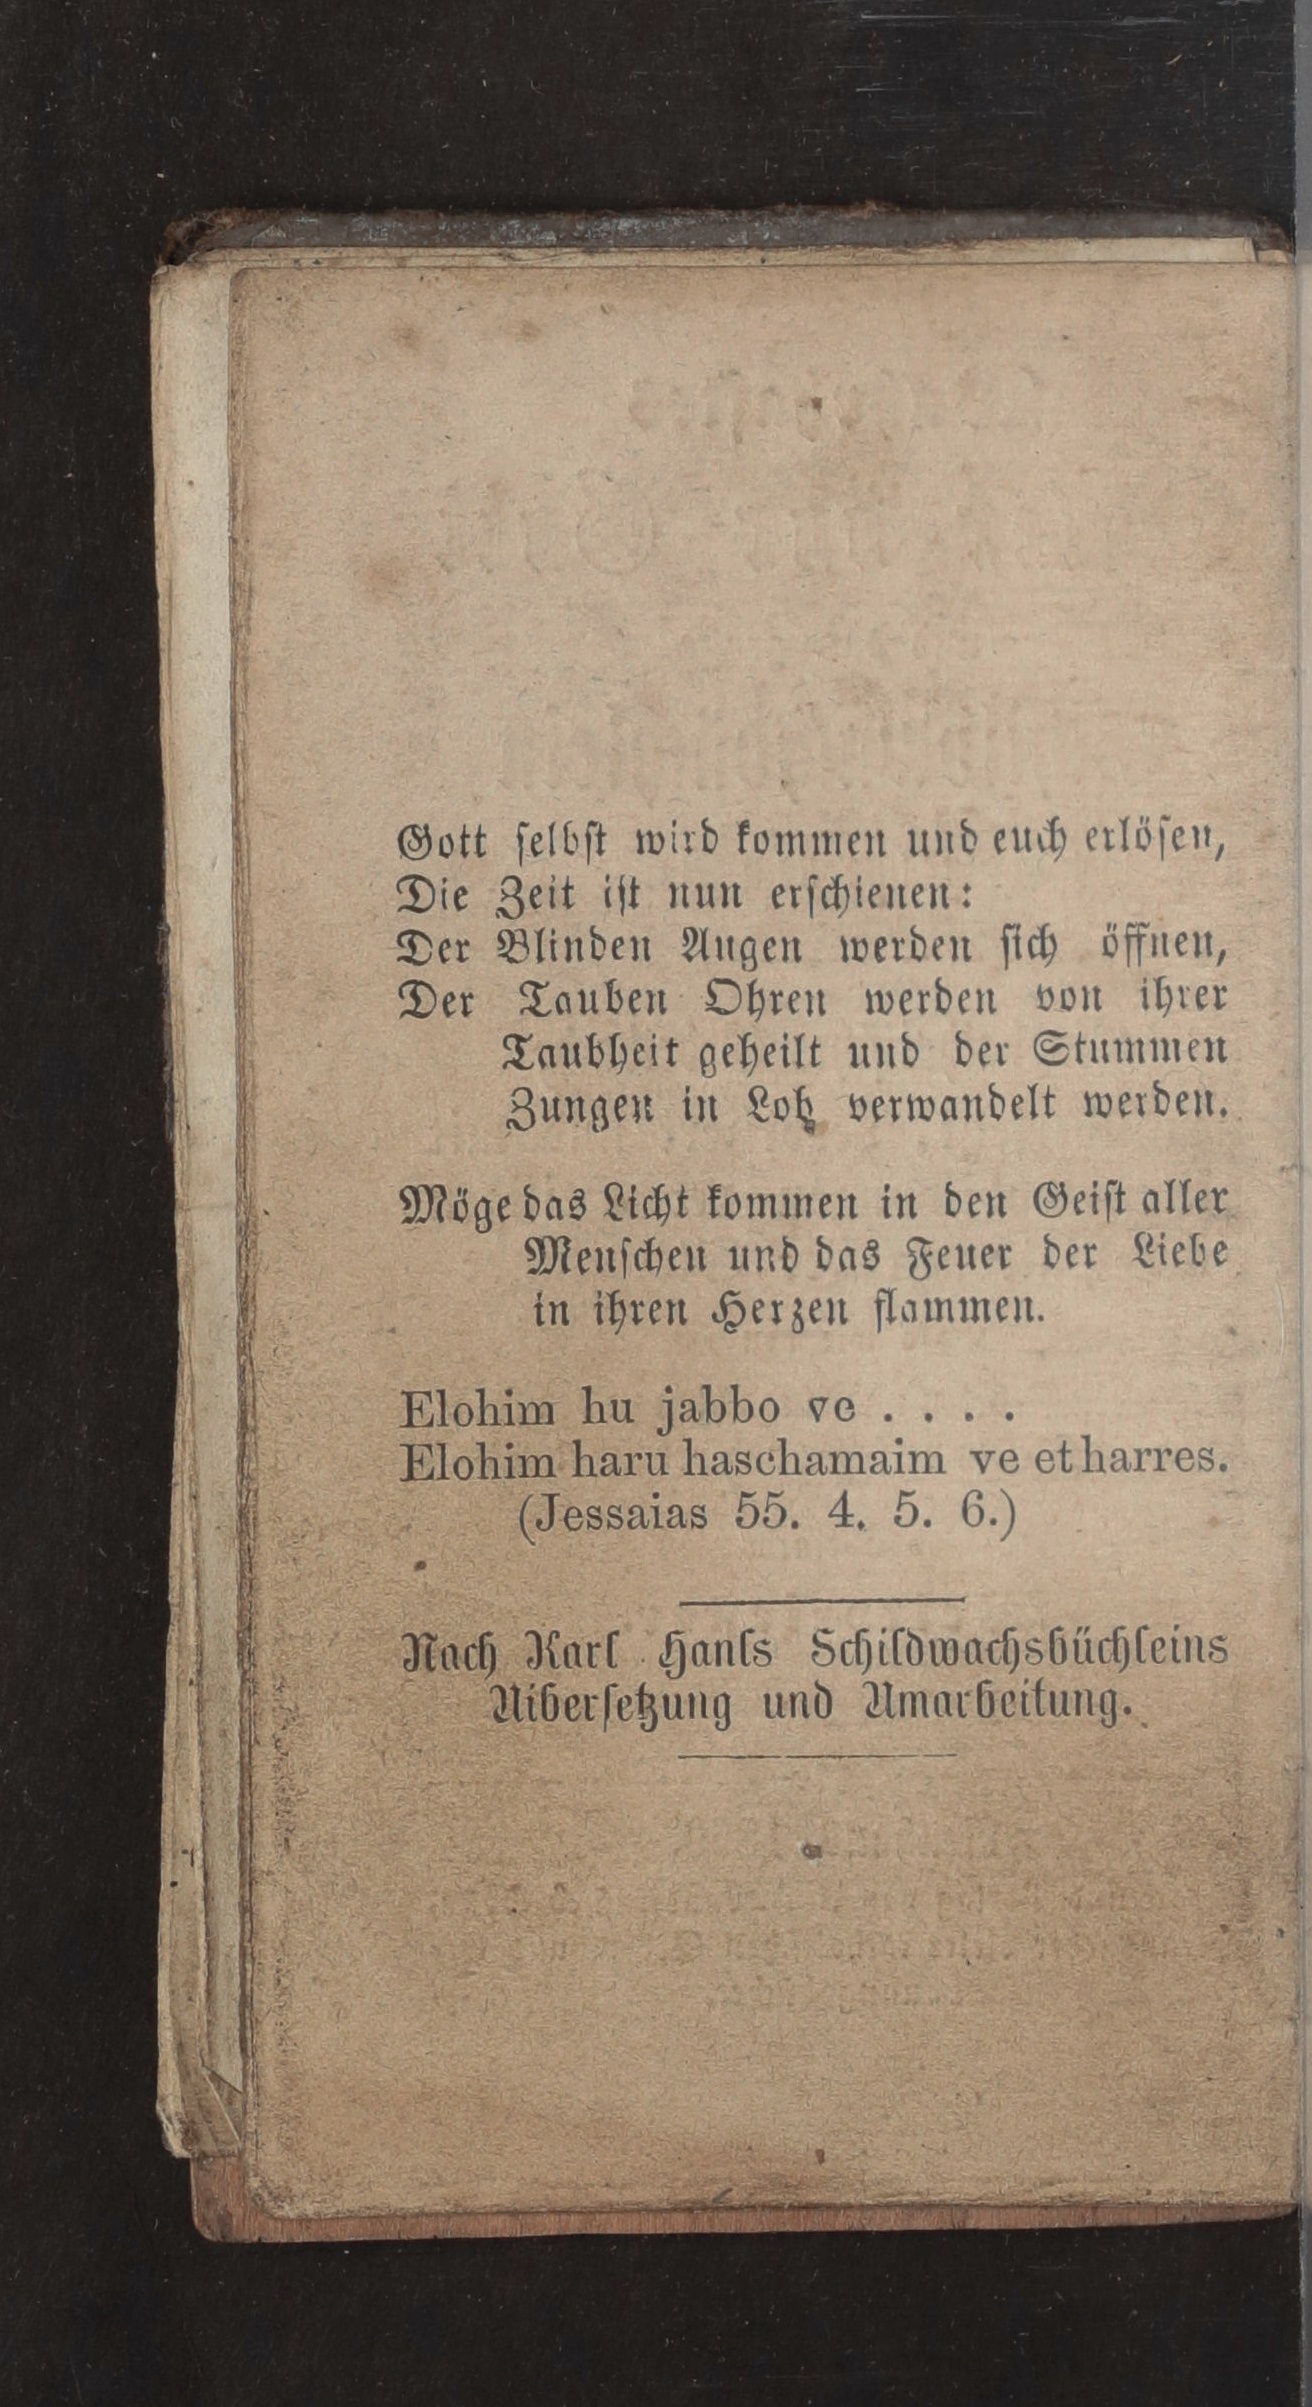 Gott selbst wird kommen und euch erlösen,
Die Zeit ist nun erschienen:
Der Blinden Augen werden sich öffnen,
Der Tauben Ohren werden von ihrer
Taubheit geheilt und der Stummen
Zungen in Lob verwandelt werden.
Möge das Licht kommen in den Geist aller
Menschen und das Feuer der Liebe
in ihren Herzen flammen.
Elohim hu jabbo ve . . . .
Elohim haru haschamaim ve et harres.
(Jessaias 55. 4. 5. 6.)
Nach Karl Hanls Schildwachsbüchleins
Uibersetzung und Umarbeitung.